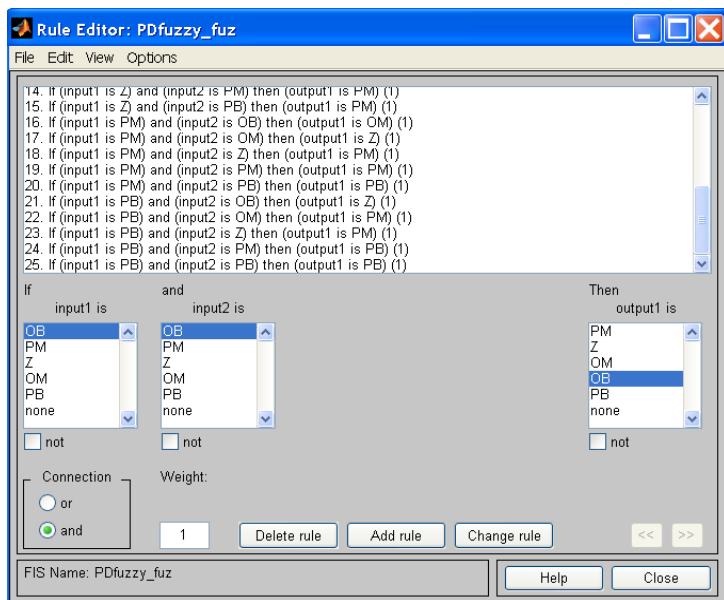 Rule Editor: PDfuzzy_fuz
File Edit View Options
14. If (input1 is Z) and (input2 is PM) then (output1 is PM) (1)
15. If (input1 is Z) and (input2 is PB) then (output1 is PM) (1)
16. If (input1 is PM) and (input2 is OB) then (output1 is OM) (1)
17. If (input1 is PM) and (input2 is OM) then (output1 is Z) (1)
18. If (input1 is PM) and (input2 is Z) then (output1 is PM) (1)
19. If (input1 is PM) and (input2 is PM) then (output1 is PM) (1)
20. If (input1 is PM) and (input2 is PB) then (output1 is PB) (1)
21. If (input1 is PB) and (input2 is OB) then (output1 is Z) (1)
22. If (input1 is PB) and (input2 is OM) then (output1 is PM) (1)
23. If (input1 is PB) and (input2 is Z) then (output1 is PM) (1)
24. If (input1 is PB) and (input2 is PM) then (output1 is PB) (1)
25. If (input1 is PB) and (input2 is PB) then (output1 is PB) (1)
If
input1 is
OB
PM
Z
OM
PB
none
not
and
input2 is
OB
PM
Z
OM
PB
none
not
Then
output1 is
PM
Z
OM
OB
PB
none
not
Connection
or
and
Weight:
1
Delete rule
Add rule
Change rule
<< >>
FIS Name: PDfuzzy_fuz
Help
Close